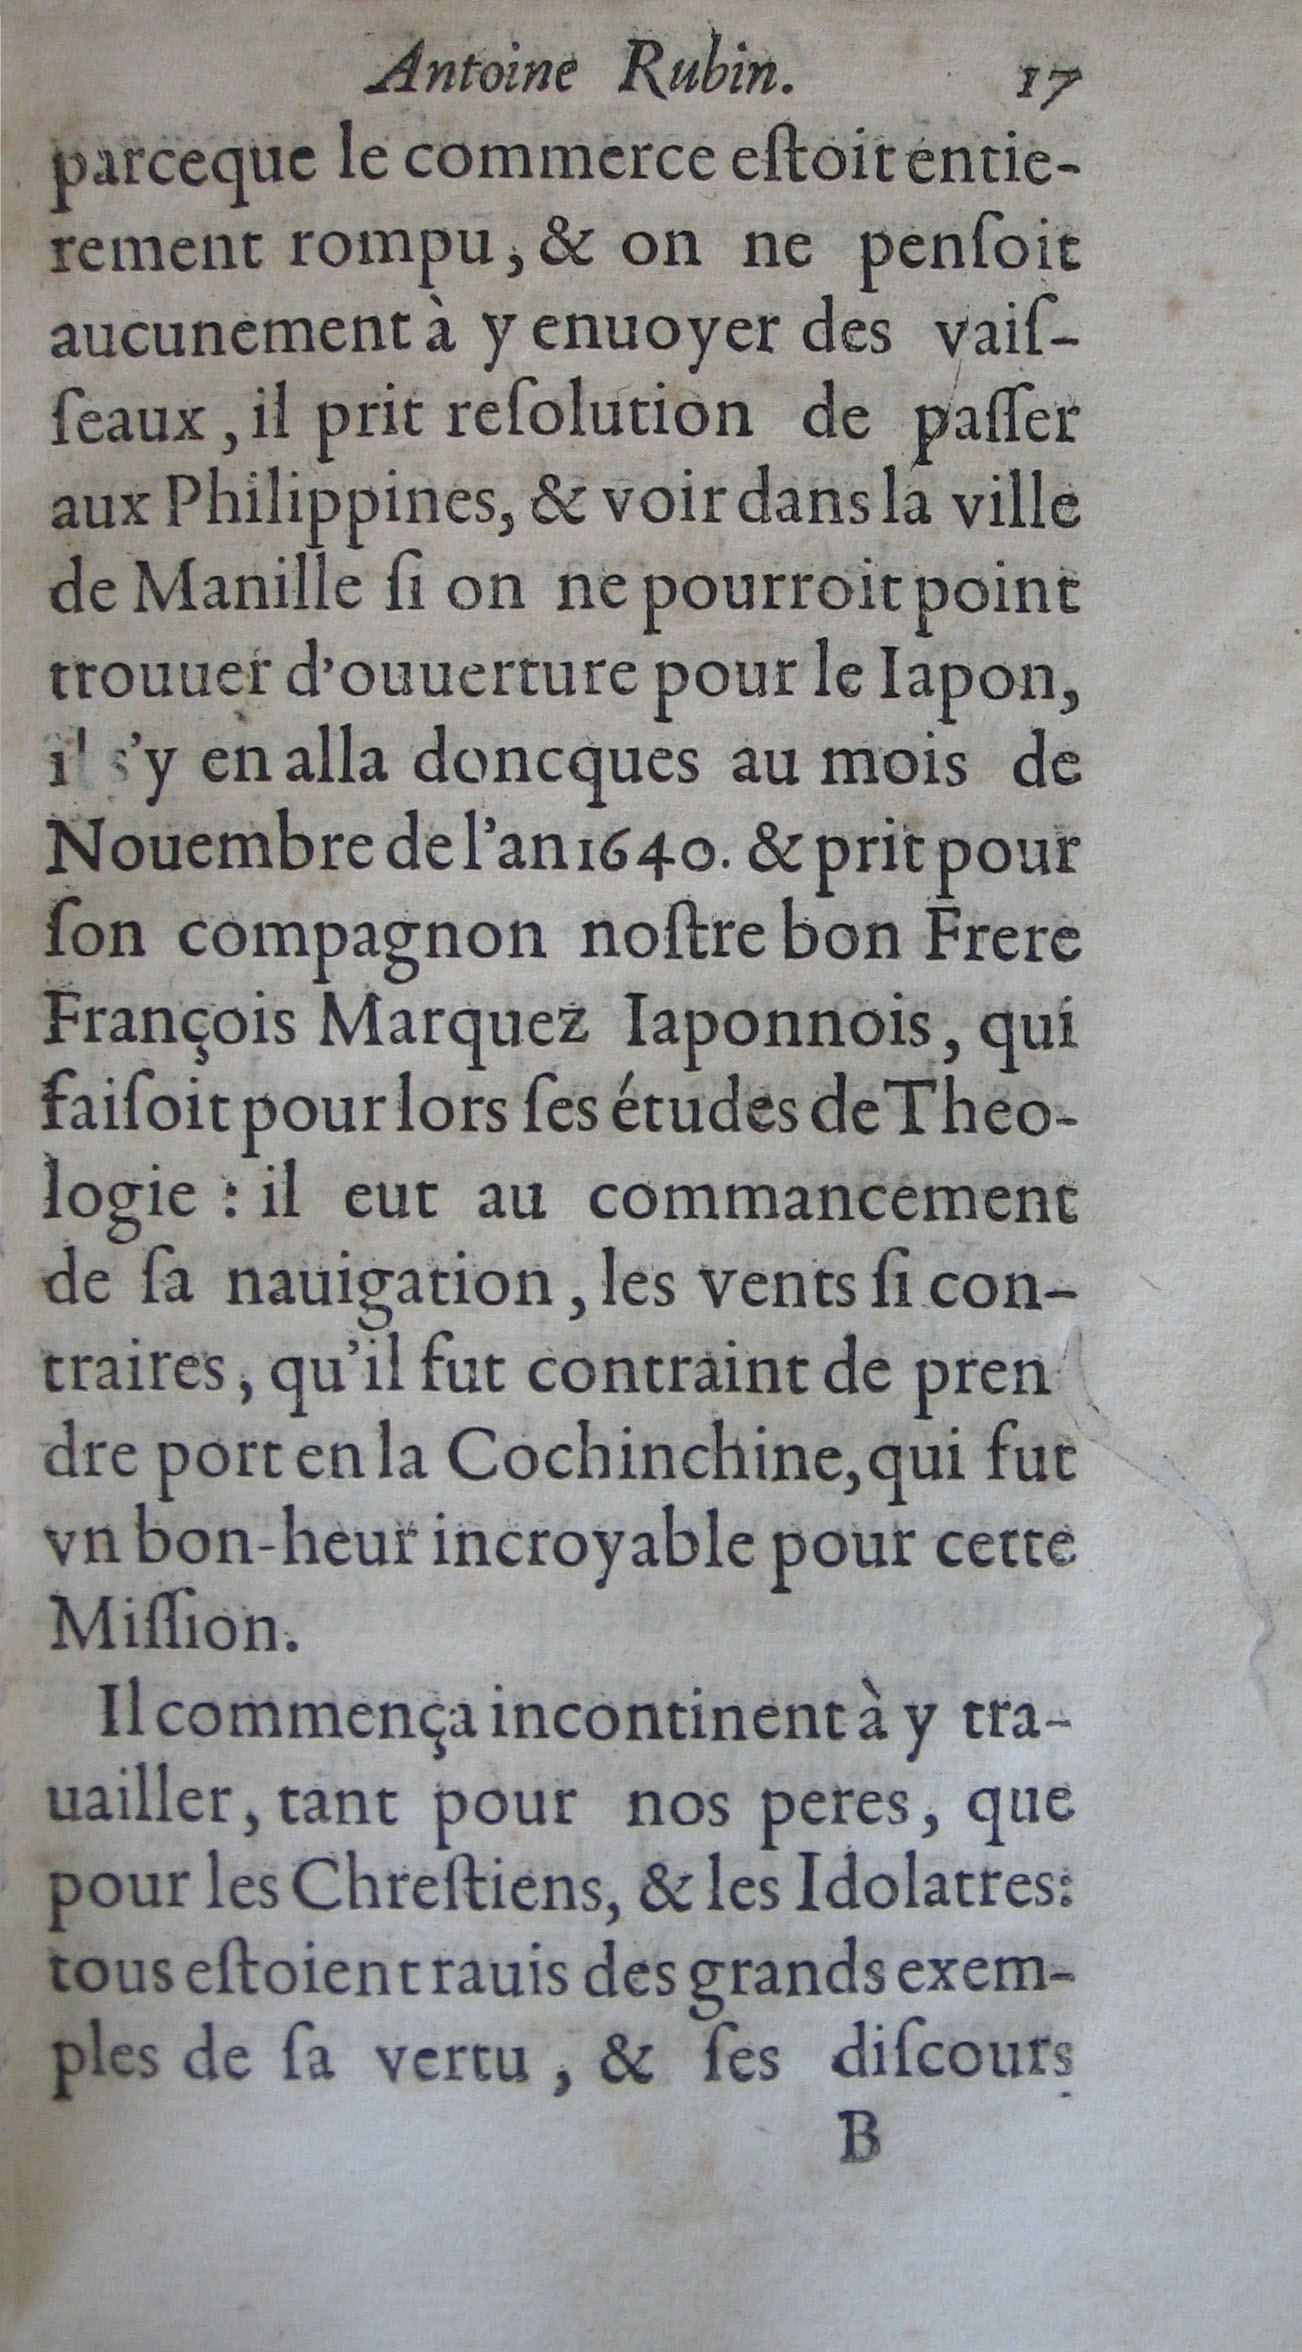 Antoine Rubin. 17
parceque le commerce eſtoit entie-
rement rompu, & on ne penſoit
aucunement à y enuoyer des vaiſ-
ſeaux, il prit reſolution de paſſer
aux Philippines, & voir dans la ville
de Manille ſi on ne pourroit point
trouuer d'ouuerture pour le Iapon,
il s'y en alla doncques au mois de
Nouembre de l'an 1640. & prit pour
ſon compagnon noſtre bon Frere
François Marquez Iaponnois, qui
faiſoit pour lors ſes études de Theo-
logie : il eut au commancement
de ſa nauigation, les vents ſi con-
traires, qu'il fut contraint de pren
dre port en la Cochinchine, qui fut
vn bon-heur incroyable pour cette
Miſſion.
Il commença incontinent à y tra-
uailler, tant pour nos peres, que
pour les Chreſtiens, & les Idolatres:
tous eſtoient rauis des grands exem-
ples de ſa vertu, & ſes diſcours
B